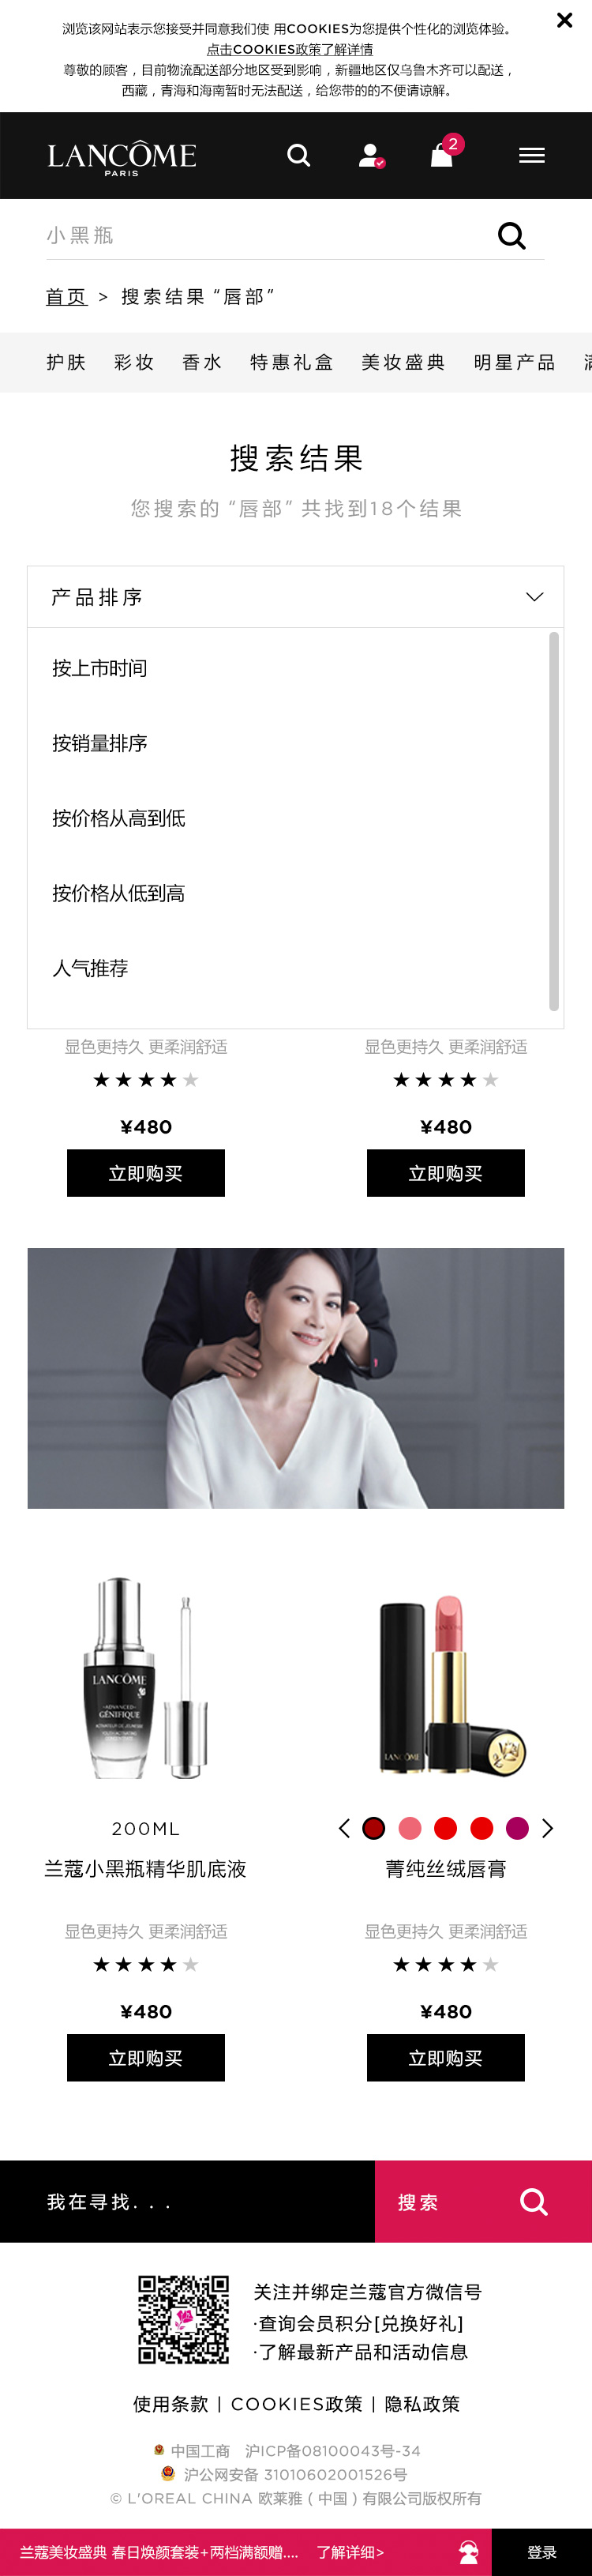 浏览该网站表示您接受并同意我们使 用COOKIES为您提供个性化的浏览体验。
点击COOKIES政策了解详情
尊敬的顾客，目前物流配送部分地区受到影响，新疆地区仅乌鲁木齐可以配送，
西藏，青海和海南暂时无法配送，给您带的的不便请谅解。
LANCÔME
PARIS
2
小黑瓶
首页 > 搜索结果 “唇部”
护肤 彩妆 香水 特惠礼盒 美妆盛典 明星产品
搜索结果
您搜索的 “唇部” 共找到18个结果
产品排序
按上市时间
按销量排序
按价格从高到低
按价格从低到高
人气推荐
显色更持久 更柔润舒适 显色更持久 更柔润舒适
¥480 ¥480
立即购买 立即购买
LANCÔME
ADVANCED
GÉNIFIQUE
LANCÔME
200ML
兰蔻小黑瓶精华肌底液 菁纯丝绒唇膏
显色更持久 更柔润舒适 显色更持久 更柔润舒适
¥480 ¥480
立即购买 立即购买
我在寻找. . . 搜索
关注并绑定兰蔻官方微信号
·查询会员积分[兑换好礼]
·了解最新产品和活动信息
使用条款 | COOKIES政策 | 隐私政策
中国工商 沪ICP备08100043号-34
沪公网安备 31010602001526号
© L'OREAL CHINA 欧莱雅 ( 中国 ) 有限公司版权所有
兰蔻美妆盛典 春日焕颜套装+两档满额赠.... 了解详细> 登录